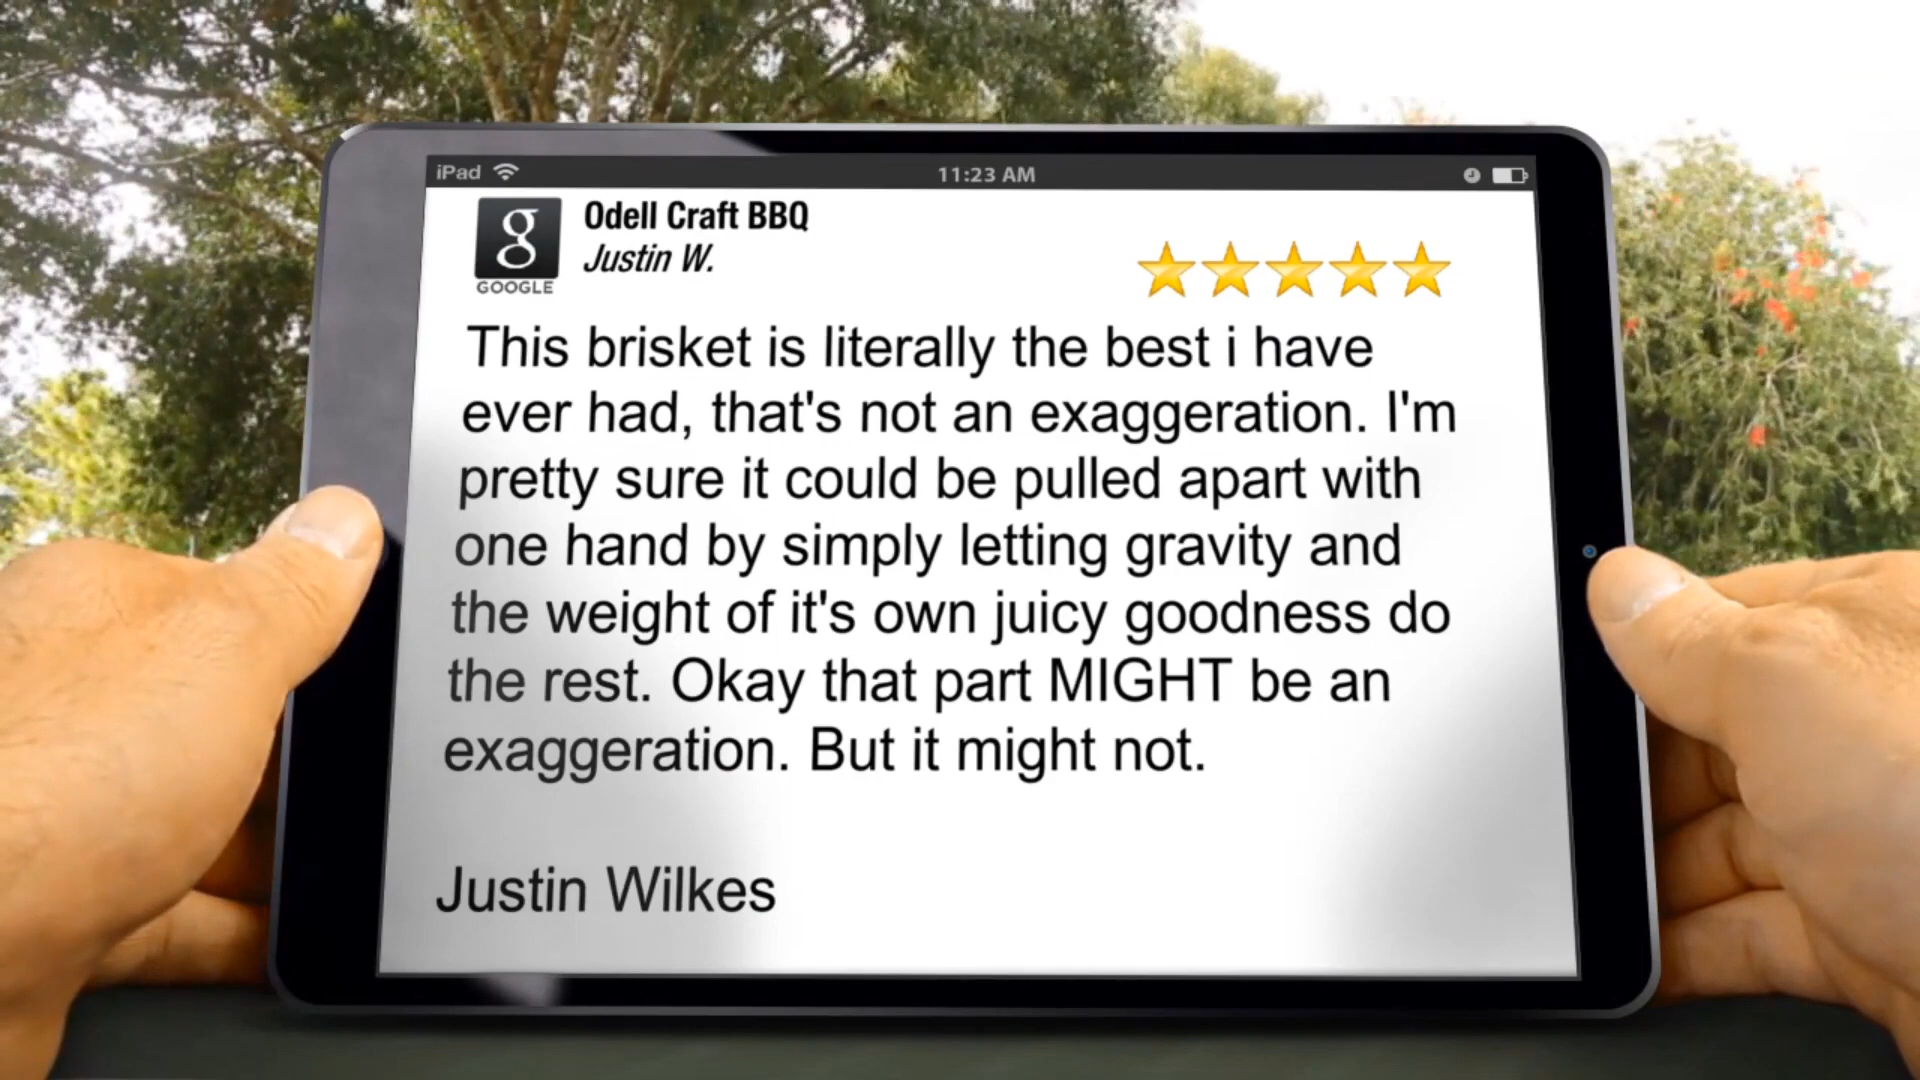 iPad
11:23 AM
g
GOOGLE
Odell Craft BBQ
Justin W.
This brisket is literally the best i have
ever had, that's not an exaggeration. I'm
pretty sure it could be pulled apart with
one hand by simply letting gravity and
the weight of it's own juicy goodness do
the rest. Okay that part MIGHT be an
exaggeration. But it might not.
Justin Wilkes